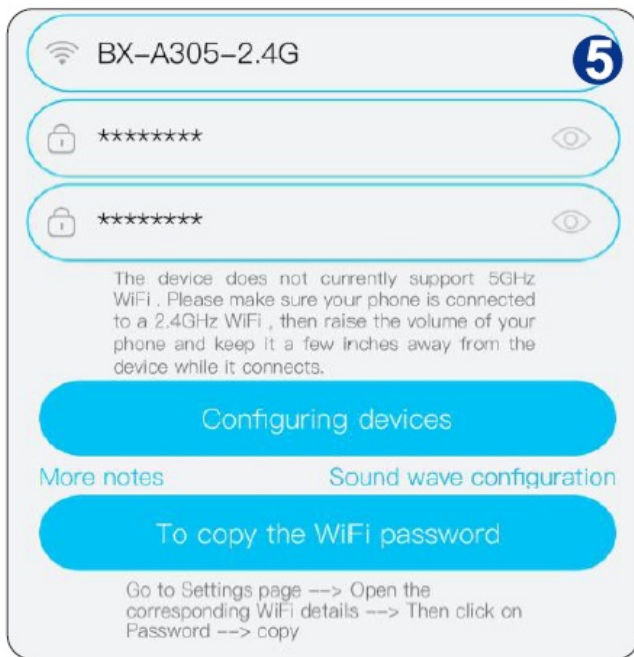 BX-A305-2.4G
5
********
********
The device does not currently support 5GHz
WiFi . Please make sure your phone is connected
to a 2.4GHz WiFi , then raise the volume of your
phone and keep it a few inches away from the
device while it connects.
Configuring devices
More notes
Sound wave configuration
To copy the WiFi password
Go to Settings page --> Open the
corresponding WiFi details --> Then click on
Password --> copy